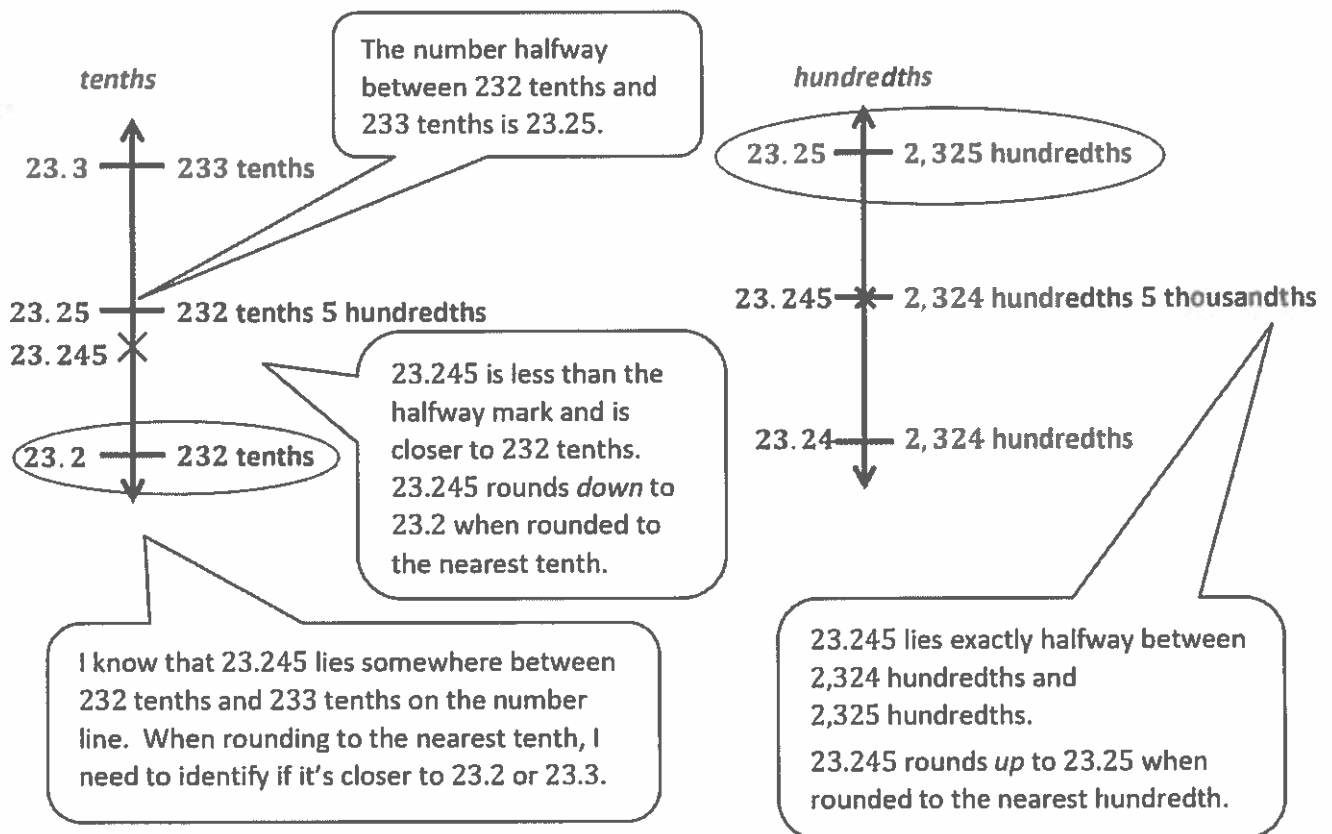 tenths
The number halfway
between 232 tenths and
233 tenths is 23.25.
23.3
233 tenths
23.25
232 tenths 5 hundredths
23.245
23.245 is less than the
halfway mark and is
closer to 232 tenths.
23.245 rounds down to
23.2 when rounded to
the nearest tenth.
23.2
232 tenths
I know that 23.245 lies somewhere between
232 tenths and 233 tenths on the number
line. When rounding to the nearest tenth, I
need to identify if it's closer to 23.2 or 23.3.
hundredths
23.25
2,325 hundredths
23.245
2,324 hundredths 5 thousandths
23.24
2,324 hundredths
23.245 lies exactly halfway between
2,324 hundredths and
2,325 hundredths.
23.245 rounds up to 23.25 when
rounded to the nearest hundredth.